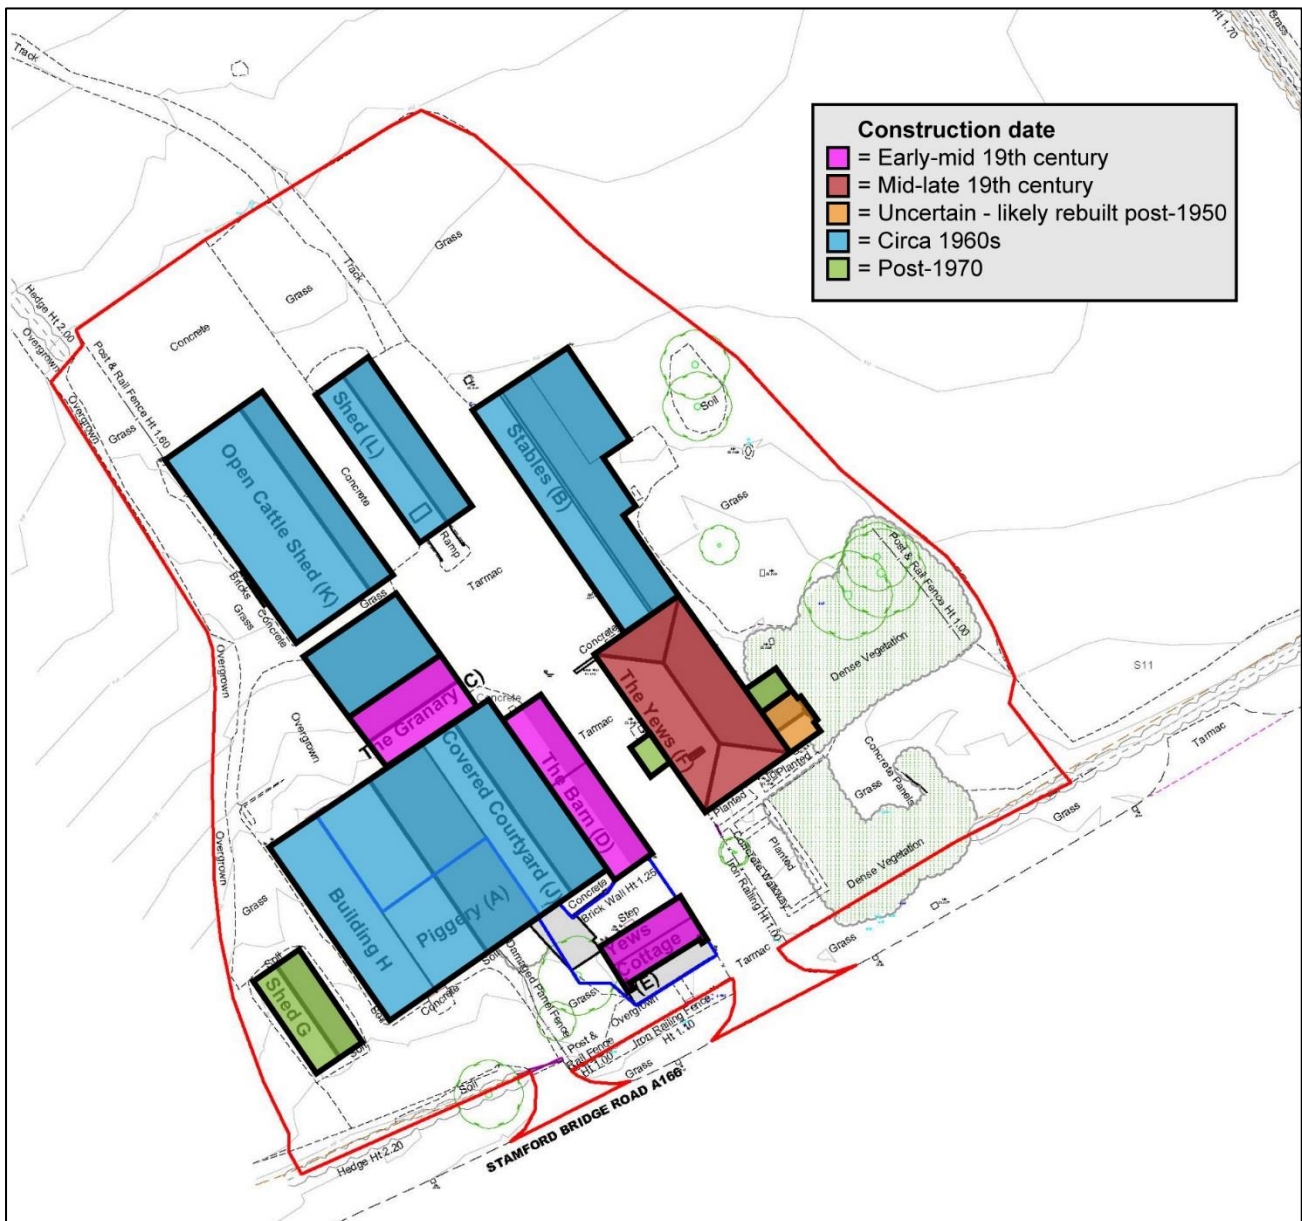 Track
Ht 1.70
Grass
Construction date
= Early-mid 19th century
= Mid-late 19th century
= Uncertain - likely rebuilt post-1950
= Circa 1960s
= Post-1970
Grass
Track
Grass
Concrete
Hedge Ht 2.00
Overgrown
Post & Rail Fence Ht 1.60
Overgrown
Grass
Shed (L)
Open Cattle Shed (K)
Concrete
Stables (B)
Soil
Grass
Ramp
Tarmac
Bricks
Grass
Concrete
Grass
Post & Rail Fence Ht 1.00
Dense Vegetation
S11
Overgrown
Concrete
The Granary
(C)
Concrete
Overgrown
Tarmac
The Yews (F)
Tarmac
Covered Courtyard (J)
The Barn (D)
Planted
Planted
Concrete Panels
Grass
Grass
Overgrown
Grass
Building H
Piggery (A)
Concrete
Brick Wall Ht 1.25
Step
Iron Railing Ht 1.00
Planted
Dense Vegetation
Grass
Tarmac
Yews
Cottage
(E)
Soil
Shed G
Soil
Soil
Concrete
Damaged Panel Fence
Grass
Overgrown
Iron Railing Fence
Ht 1.10
Post &
Rail Fence
Ht 1.00
Grass
Soil
Hedge Ht 2.20
STAMFORD BRIDGE ROAD A166